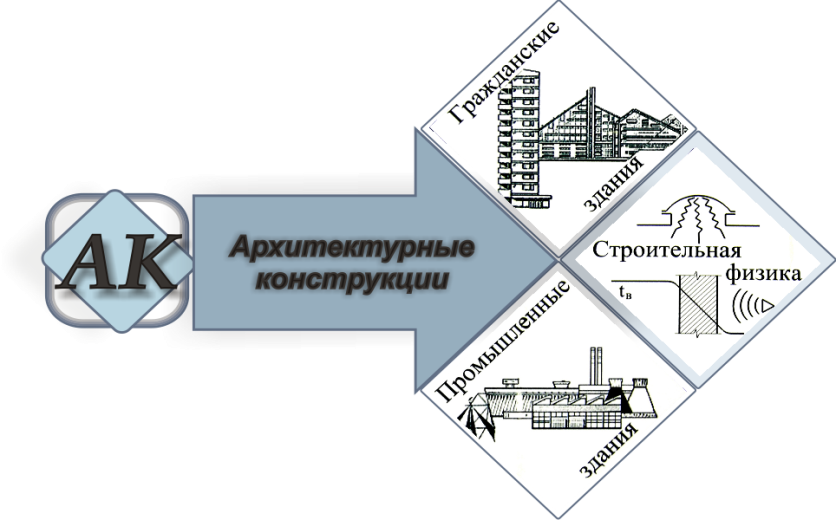 АК
Архитектурные
конструкции
Гражданские
здания
Строительная
физика
tв
Промышленные
здания